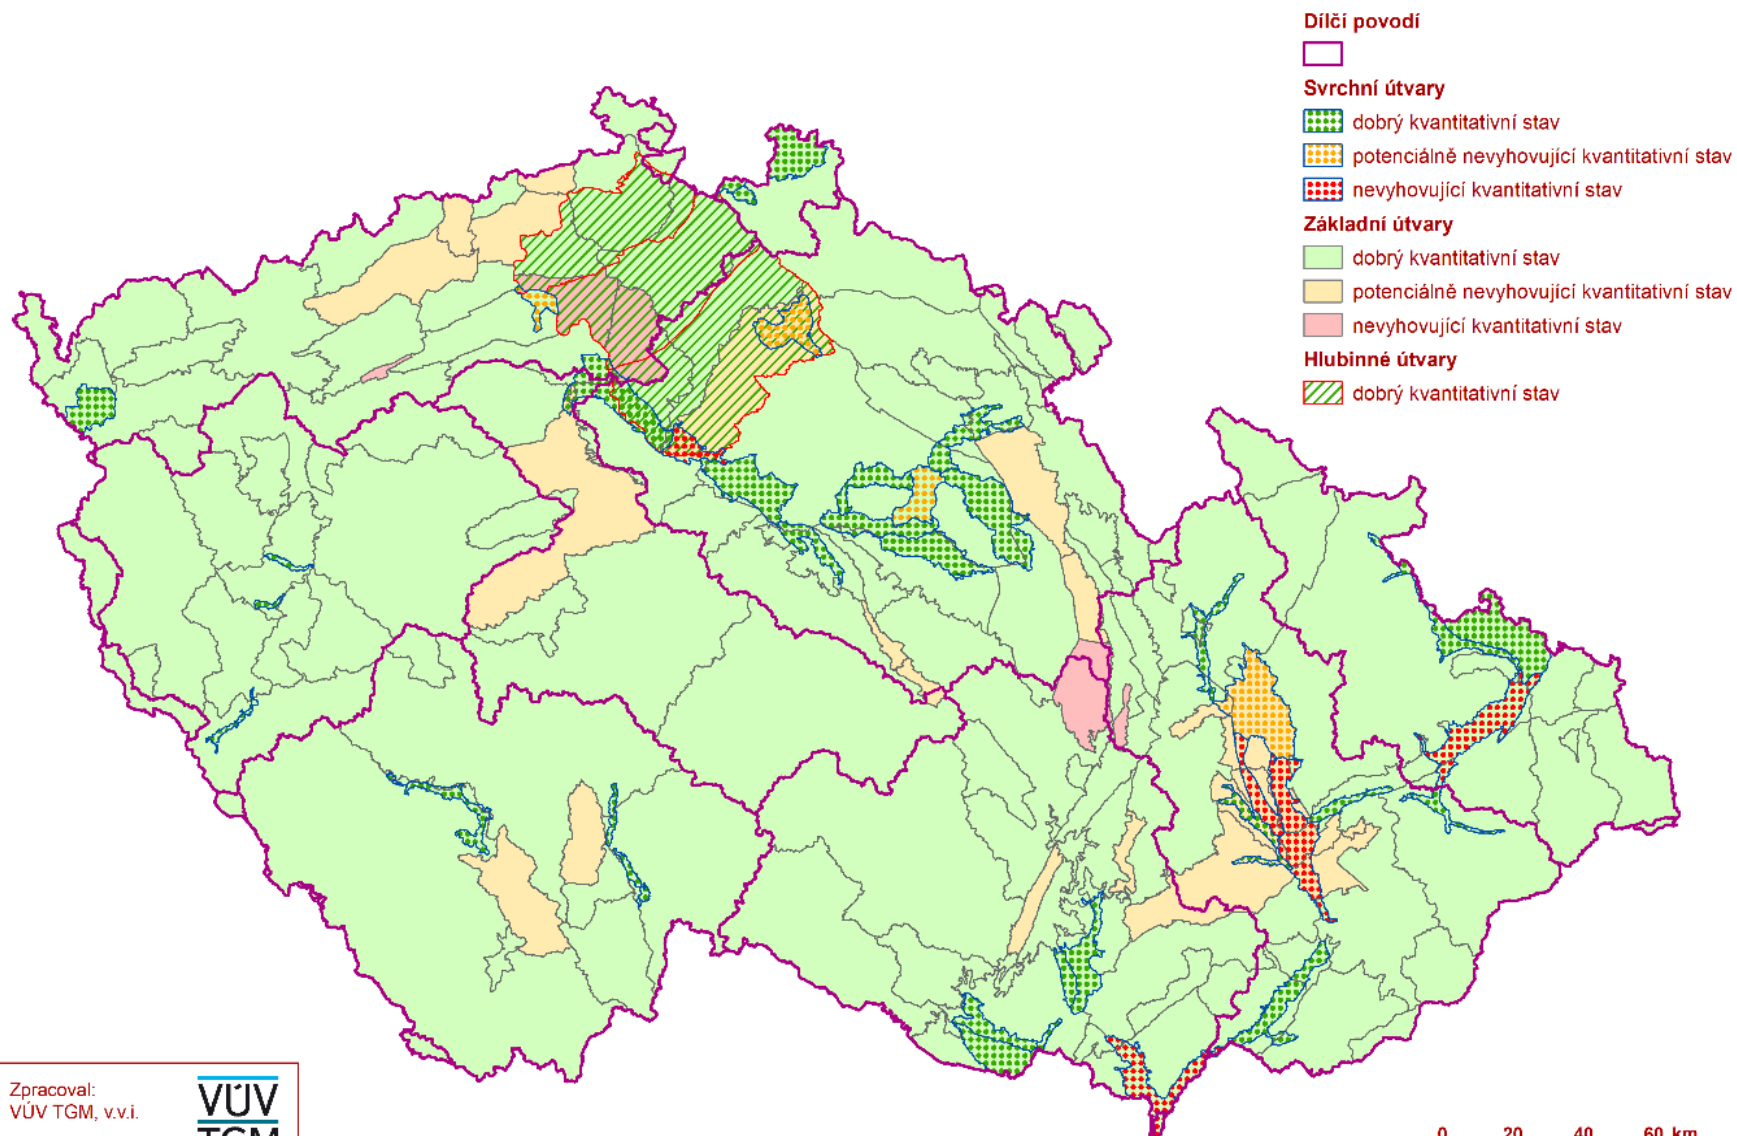 Dílčí povodí
Svrchní útvary
dobrý kvantitativní stav
potenciálně nevyhovující kvantitativní stav
nevyhovující kvantitativní stav
Základní útvary
dobrý kvantitativní stav
potenciálně nevyhovující kvantitativní stav
nevyhovující kvantitativní stav
Hlubinné útvary
dobrý kvantitativní stav
Zpracoval:
VÚV TGM, v.v.i.
VÚV
TGM
0 20 40 60 km